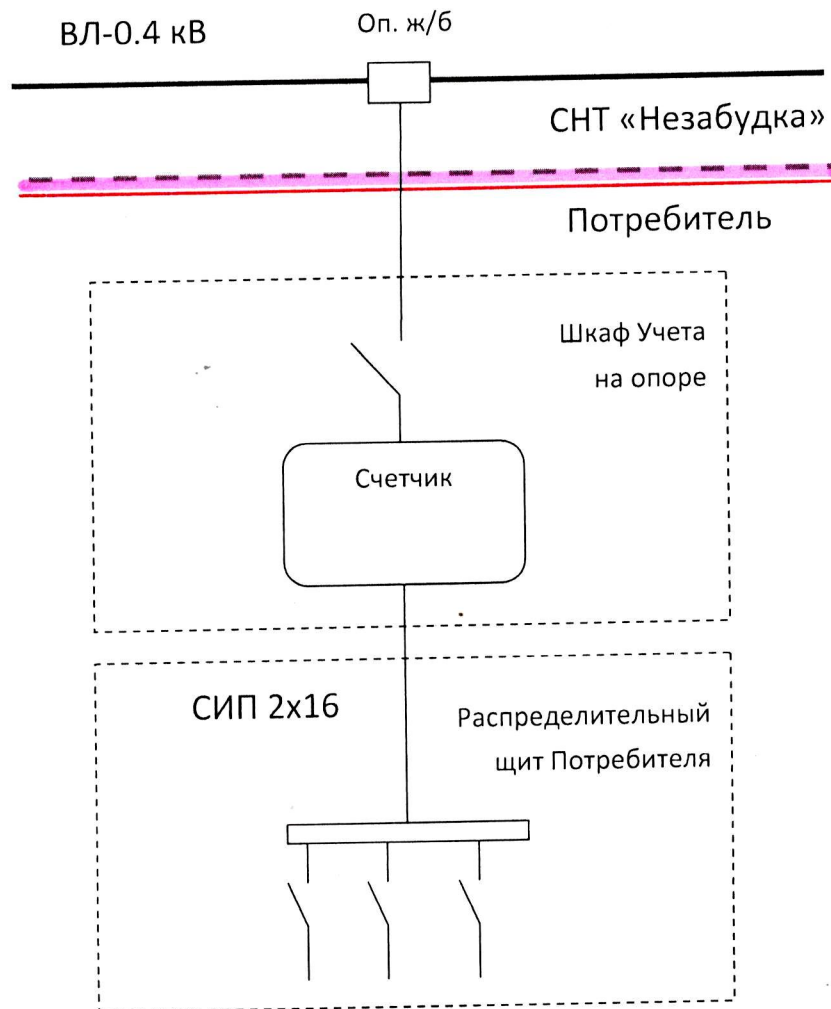 ВЛ-0.4 кВ
Оп. ж/б
СНТ «Незабудка»
Потребитель
Шкаф Учета
на опоре
Счетчик
СИП 2х16
Распределительный
щит Потребителя